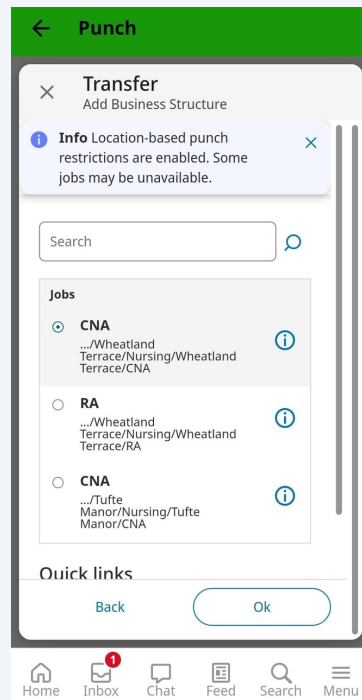 Punch
Transfer
Add Business Structure
Info Location-based punch
restrictions are enabled. Some
jobs may be unavailable.
Search
Jobs
CNA
.../Wheatland
Terrace/Nursing/Wheatland
Terrace/CNA
RA
.../Wheatland
Terrace/Nursing/Wheatland
Terrace/RA
CNA
.../Tufte
Manor/Nursing/Tufte
Manor/CNA
Quick links
Back Ok
1
Home Inbox Chat Feed Search Menu